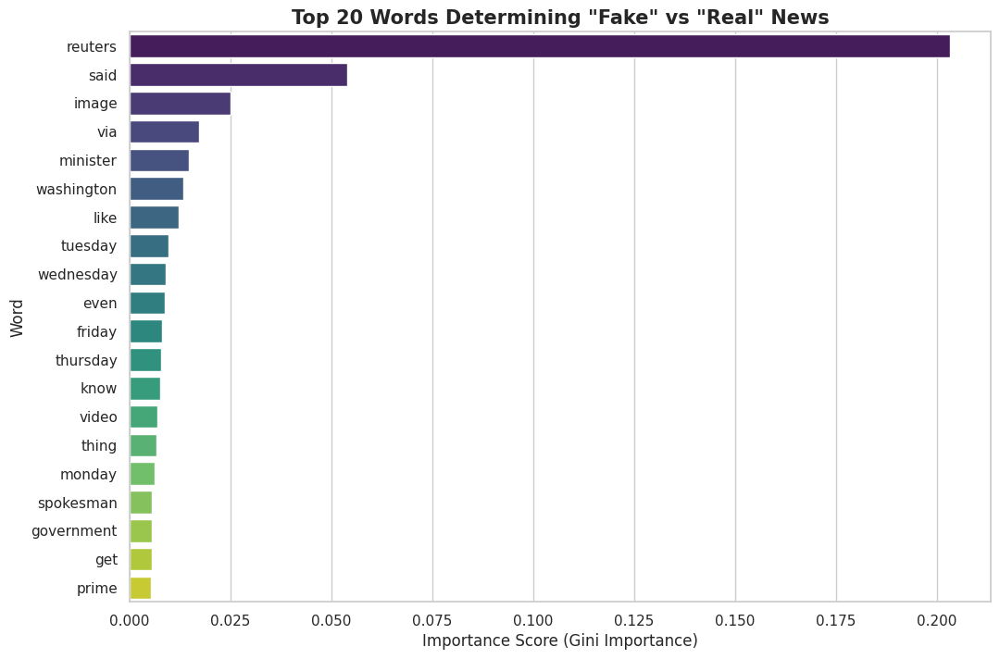 Top 20 Words Determining "Fake" vs "Real" News
reuters
said
image
via
minister
washington
like
tuesday
wednesday
even
friday
thursday
know
video
thing
monday
spokesman
government
get
prime
Word
0.000 0.025 0.050 0.075 0.100 0.125 0.150 0.175 0.200
Importance Score (Gini Importance)